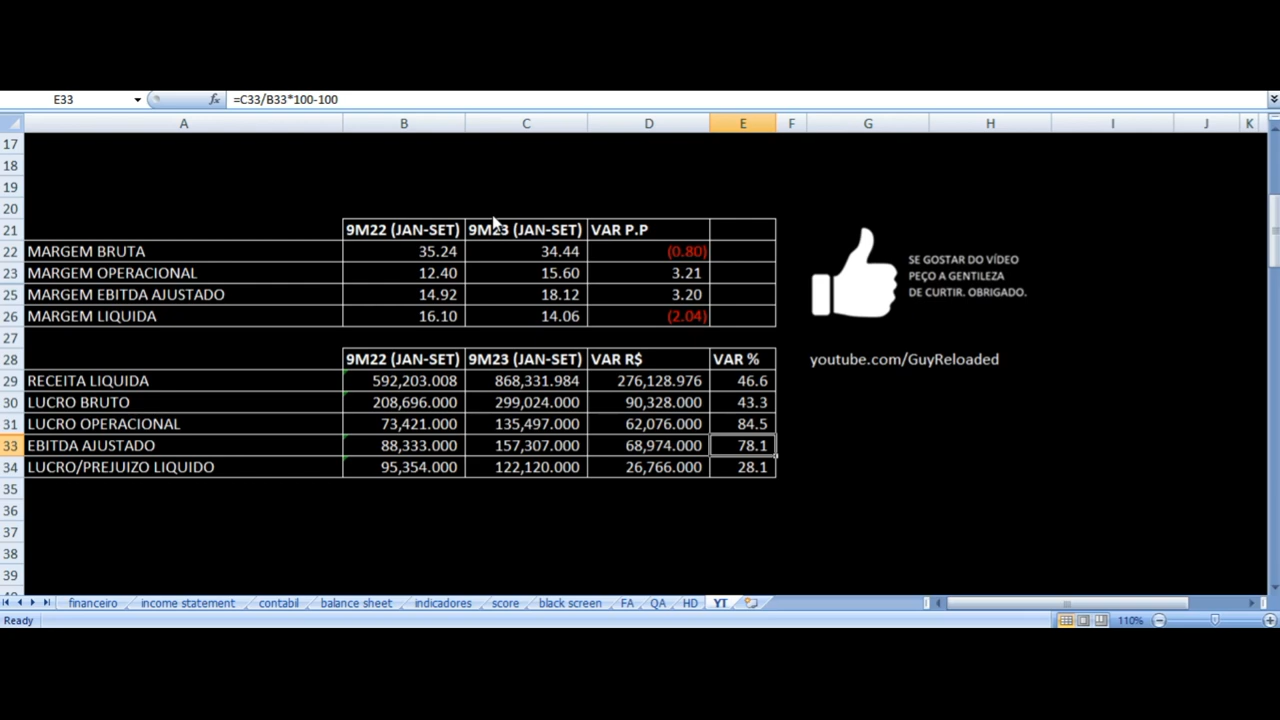 E33 fx =C33/B33*100-100
A B C D E F G H I J K
17
18
19
20
21 9M22 (JAN-SET) 9M23 (JAN-SET) VAR P.P
22 MARGEM BRUTA 35.24 34.44 (0.80)
23 MARGEM OPERACIONAL 12.40 15.60 3.21
25 MARGEM EBITDA AJUSTADO 14.92 18.12 3.20
26 MARGEM LIQUIDA 16.10 14.06 (2.04)
27
28 9M22 (JAN-SET) 9M23 (JAN-SET) VAR R$ VAR %
29 RECEITA LIQUIDA 592,203.008 868,331.984 276,128.976 46.6
30 LUCRO BRUTO 208,696.000 299,024.000 90,328.000 43.3
31 LUCRO OPERACIONAL 73,421.000 135,497.000 62,076.000 84.5
33 EBITDA AJUSTADO 88,333.000 157,307.000 68,974.000 78.1
34 LUCRO/PREJUIZO LIQUIDO 95,354.000 122,120.000 26,766.000 28.1
35
36
37
38
39
SE GOSTAR DO VÍDEO
PEÇO A GENTILEZA
DE CURTIR. OBRIGADO.
youtube.com/GuyReloaded
financeiro income statement contabil balance sheet indicadores score black screen FA QA HD YT
Ready 110%